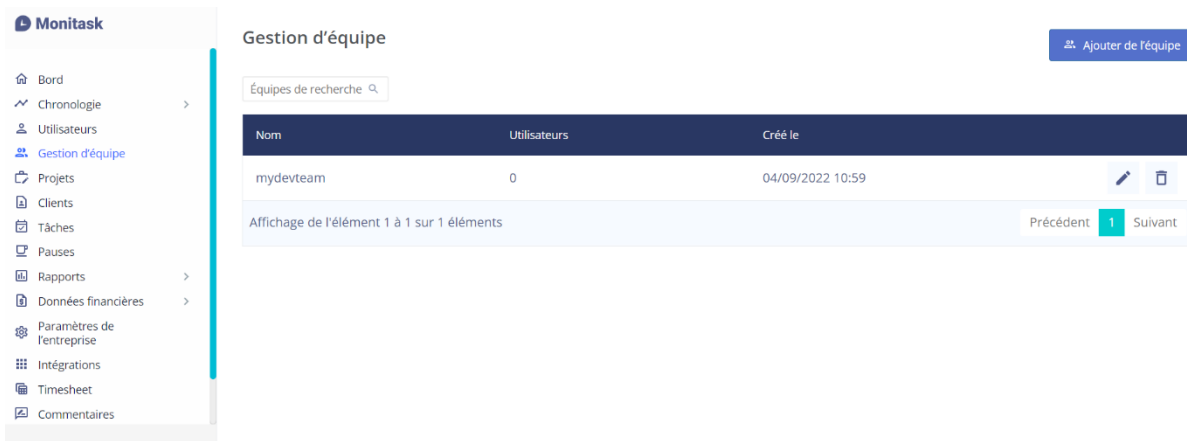 Monitask
Bord
Chronologie
Utilisateurs
Gestion d'équipe
Projets
Clients
Tâches
Pauses
Rapports
Données financières
Paramètres de
l'entreprise
Intégrations
Timesheet
Commentaires
Gestion d'équipe
Ajouter de l'équipe
Équipes de recherche
Nom Utilisateurs Créé le
mydevteam 0 04/09/2022 10:59
Affichage de l'élément 1 à 1 sur 1 éléments
Précédent 1 Suivant